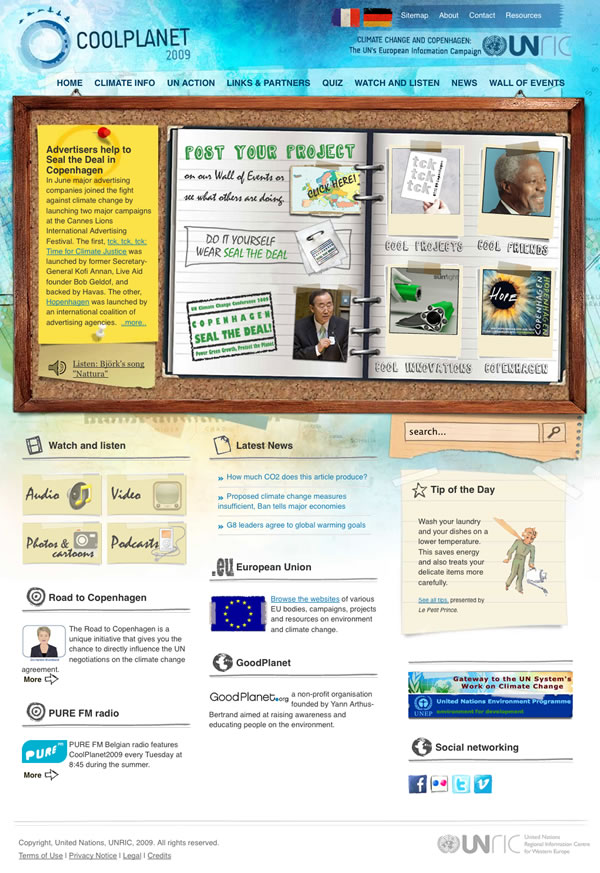 Sitemap About Contact Resources
COOLPLANET
2009
CLIMATE CHANGE AND COPENHAGEN:
The UN's European Information Campaign
UNRIC
HOME CLIMATE INFO UN ACTION LINKS & PARTNERS QUIZ WATCH AND LISTEN NEWS WALL OF EVENTS
Advertisers help to
Seal the Deal in
Copenhagen
In June major advertising
companies joined the fight
against climate change by
launching two major campaigns
at the Cannes Lions
International Advertising
Festival. The first, tck, tck, tck:
Time for Climate Justice was
launched by former Secretary-
General Kofi Annan, Live Aid
founder Bob Geldof, and
backed by Havas. The other,
Hopenhagen was launched by
an international coalition of
advertising agencies. ..more..
Listen: Björk's song
"Nattura"
POST YOUR PROJECT
on our Wall of Events or
see what others are doing.
CLICK HERE!
DO IT YOURSELF
WEAR SEAL THE DEAL
UN Climate Change Conference 2009
COPENHAGEN
SEAL THE DEAL!
Power Green Growth, Protect the Planet
tck
tck
tck
COOL PROJECTS
COOL FRIENDS
sunlight
HOPE
COPENHAGEN
HOPENHAGEN
COOL INNOVATIONS
COPENHAGEN
search...
Watch and listen
Audio
Video
Photos &
cartoons
Podcasts
Road to Copenhagen
The Road to Copenhagen is a
unique initiative that gives you the
chance to directly influence the UN
negotiations on the climate change
agreement.
More
PURE FM radio
PURE FM
PURE FM Belgian radio features
CoolPlanet2009 every Tuesday at
8:45 during the summer.
More
Latest News
» How much CO2 does this article produce?
» Proposed climate change measures
insufficient, Ban tells major economies
» G8 leaders agree to global warming goals
.eu European Union
Browse the websites of various
EU bodies, campaigns, projects
and resources on environment
and climate change.
GoodPlanet
GoodPlanet.org a non-profit organisation
founded by Yann Arthus-
Bertrand aimed at raising awareness and
educating people on the environment.
Tip of the Day
Wash your laundry
and your dishes on a
lower temperature.
This saves energy
and also treats your
delicate items more
carefully.
See all tips, presented by
Le Petit Prince.
Gateway to the UN System's
Work on Climate Change
UNEP
United Nations Environment Programme
environment for development
Social networking
f
t
v
Copyright, United Nations, UNRIC, 2009. All rights reserved.
Terms of Use | Privacy Notice | Legal | Credits
UNRIC
United Nations
Regional Information Centre
for Western Europe